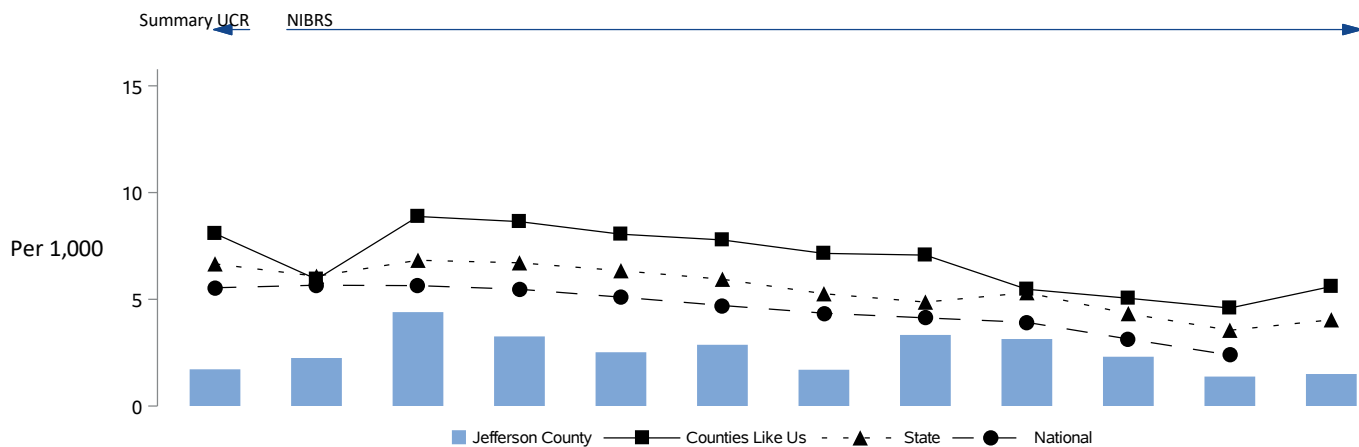 Summary UCR NIBRS
15
10
Per 1,000
5
0
Jefferson County Counties Like Us State National